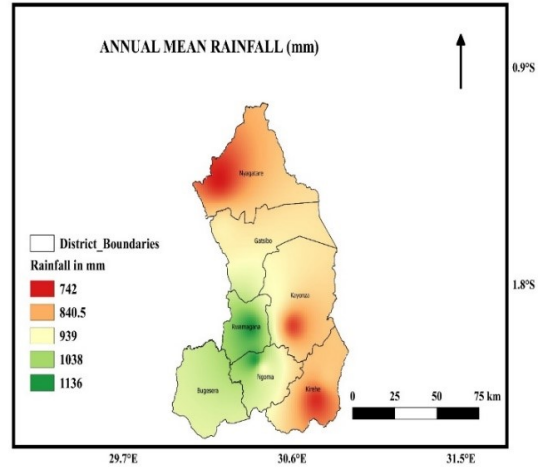 ANNUAL MEAN RAINFALL (mm)
0.9°S
Nyagatare
Gatsibo
District_Boundaries
Rainfall in mm
742
840.5
939
1038
1136
1.8°S
Kayonza
Rwamagana
Ngoma
Bugesera
Kirehe
0 25 50 75 km
29.7°E 30.6°E 31.5°E